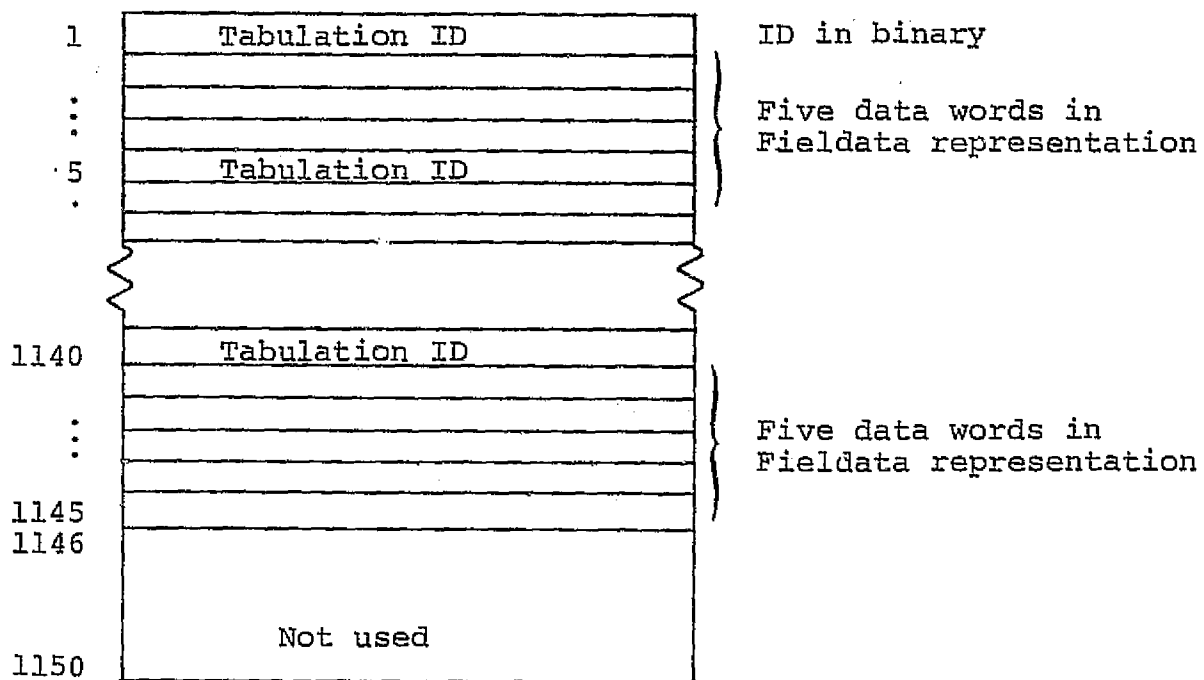 1 Tabulation ID ID in binary
Five data words in
Fieldata representation
5 Tabulation ID
1140 Tabulation ID
Five data words in
Fieldata representation
1145
1146
Not used
1150